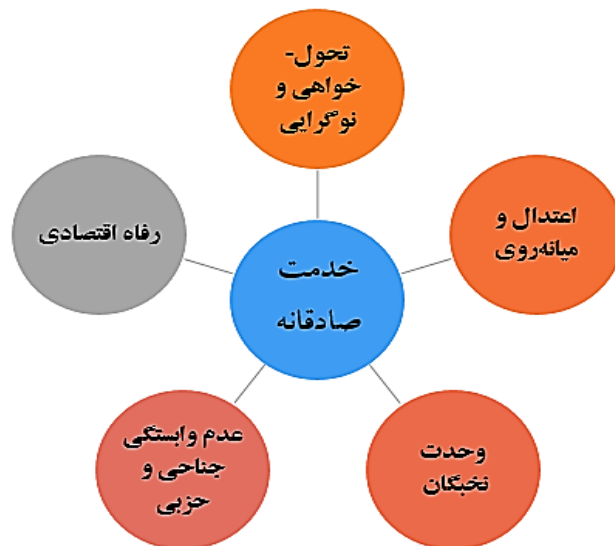 تحول-
خواهی و
نوگرایی
اعتدال و
میانه‌روی
رفاه اقتصادی
خدمت
صادقانه
وحدت
نخبگان
عدم وابستگی
جناحی و
حزبی